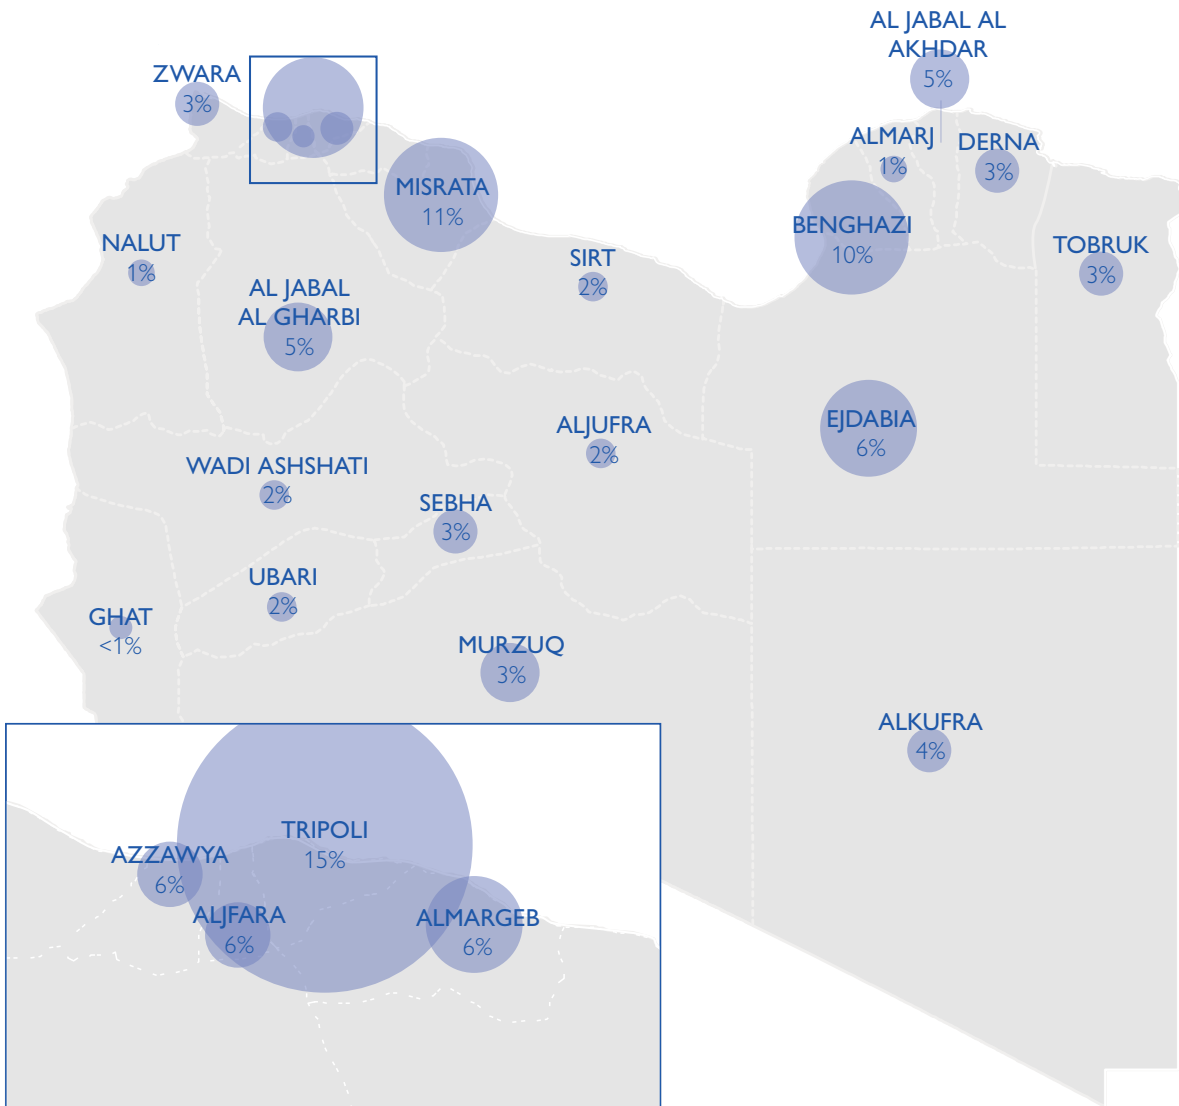 AL JABAL AL
AKHDAR
5%
ZWARA
3%
ALMARJ
1%
DERNA
3%
MISRATA
11%
BENGHAZI
10%
NALUT
1%
SIRT
2%
TOBRUK
3%
AL JABAL
AL GHARBI
5%
ALJUFRA
2%
EJDABIA
6%
WADI ASHSHATI
2%
SEBHA
3%
UBARI
2%
GHAT
<1%
MURZUQ
3%
ALKUFRA
4%
TRIPOLI
15%
AZZAWYA
6%
ALJFARA
6%
ALMARGEB
6%